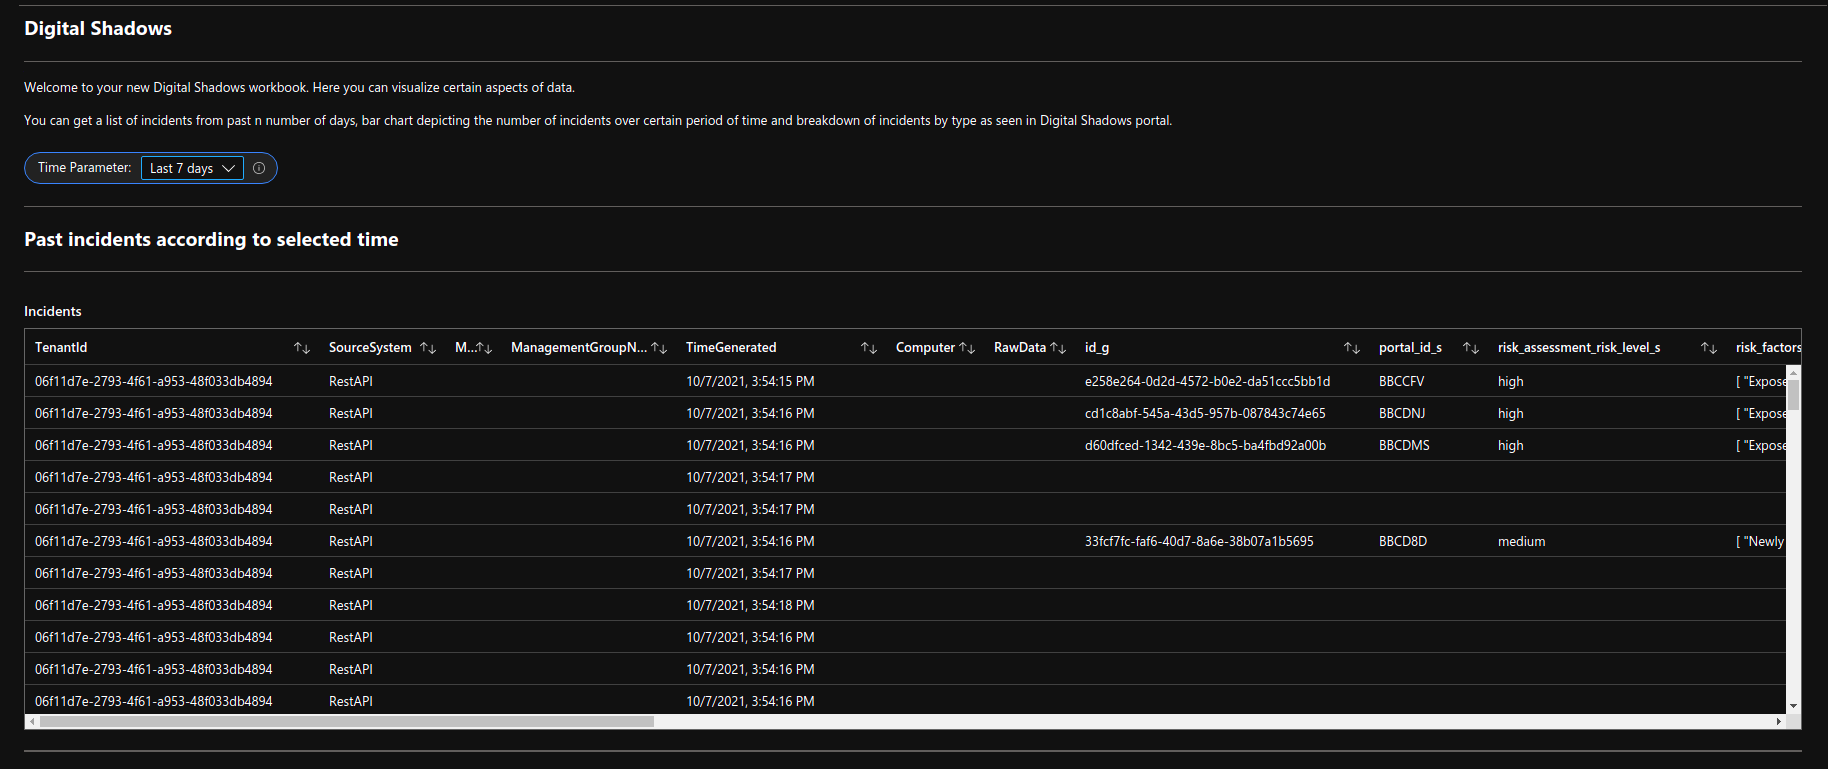 Digital Shadows
Welcome to your new Digital Shadows workbook. Here you can visualize certain aspects of data.
You can get a list of incidents from past n number of days, bar chart depicting the number of incidents over certain period of time and breakdown of incidents by type as seen in Digital Shadows portal.
Time Parameter: Last 7 days
Past incidents according to selected time
Incidents
TenantId SourceSystem M... ManagementGroupN... TimeGenerated Computer RawData id_g portal_id_s risk_assessment_risk_level_s risk_factors
06f11d7e-2793-4f61-a953-48f033db4894 RestAPI 10/7/2021, 3:54:15 PM e258e264-0d2d-4572-b0e2-da51ccc5bb1d BBCCFV high [ "Expose
06f11d7e-2793-4f61-a953-48f033db4894 RestAPI 10/7/2021, 3:54:16 PM cd1c8abf-545a-43d5-957b-087843c74e65 BBCDNJ high [ "Expose
06f11d7e-2793-4f61-a953-48f033db4894 RestAPI 10/7/2021, 3:54:16 PM d60dfced-1342-439e-8bc5-ba4fbd92a00b BBCDMS high [ "Expose
06f11d7e-2793-4f61-a953-48f033db4894 RestAPI 10/7/2021, 3:54:17 PM
06f11d7e-2793-4f61-a953-48f033db4894 RestAPI 10/7/2021, 3:54:17 PM
06f11d7e-2793-4f61-a953-48f033db4894 RestAPI 10/7/2021, 3:54:16 PM 33fcf7fc-faf6-40d7-8a6e-38b07a1b5695 BBCD8D medium [ "Newly
06f11d7e-2793-4f61-a953-48f033db4894 RestAPI 10/7/2021, 3:54:17 PM
06f11d7e-2793-4f61-a953-48f033db4894 RestAPI 10/7/2021, 3:54:18 PM
06f11d7e-2793-4f61-a953-48f033db4894 RestAPI 10/7/2021, 3:54:16 PM
06f11d7e-2793-4f61-a953-48f033db4894 RestAPI 10/7/2021, 3:54:16 PM
06f11d7e-2793-4f61-a953-48f033db4894 RestAPI 10/7/2021, 3:54:16 PM